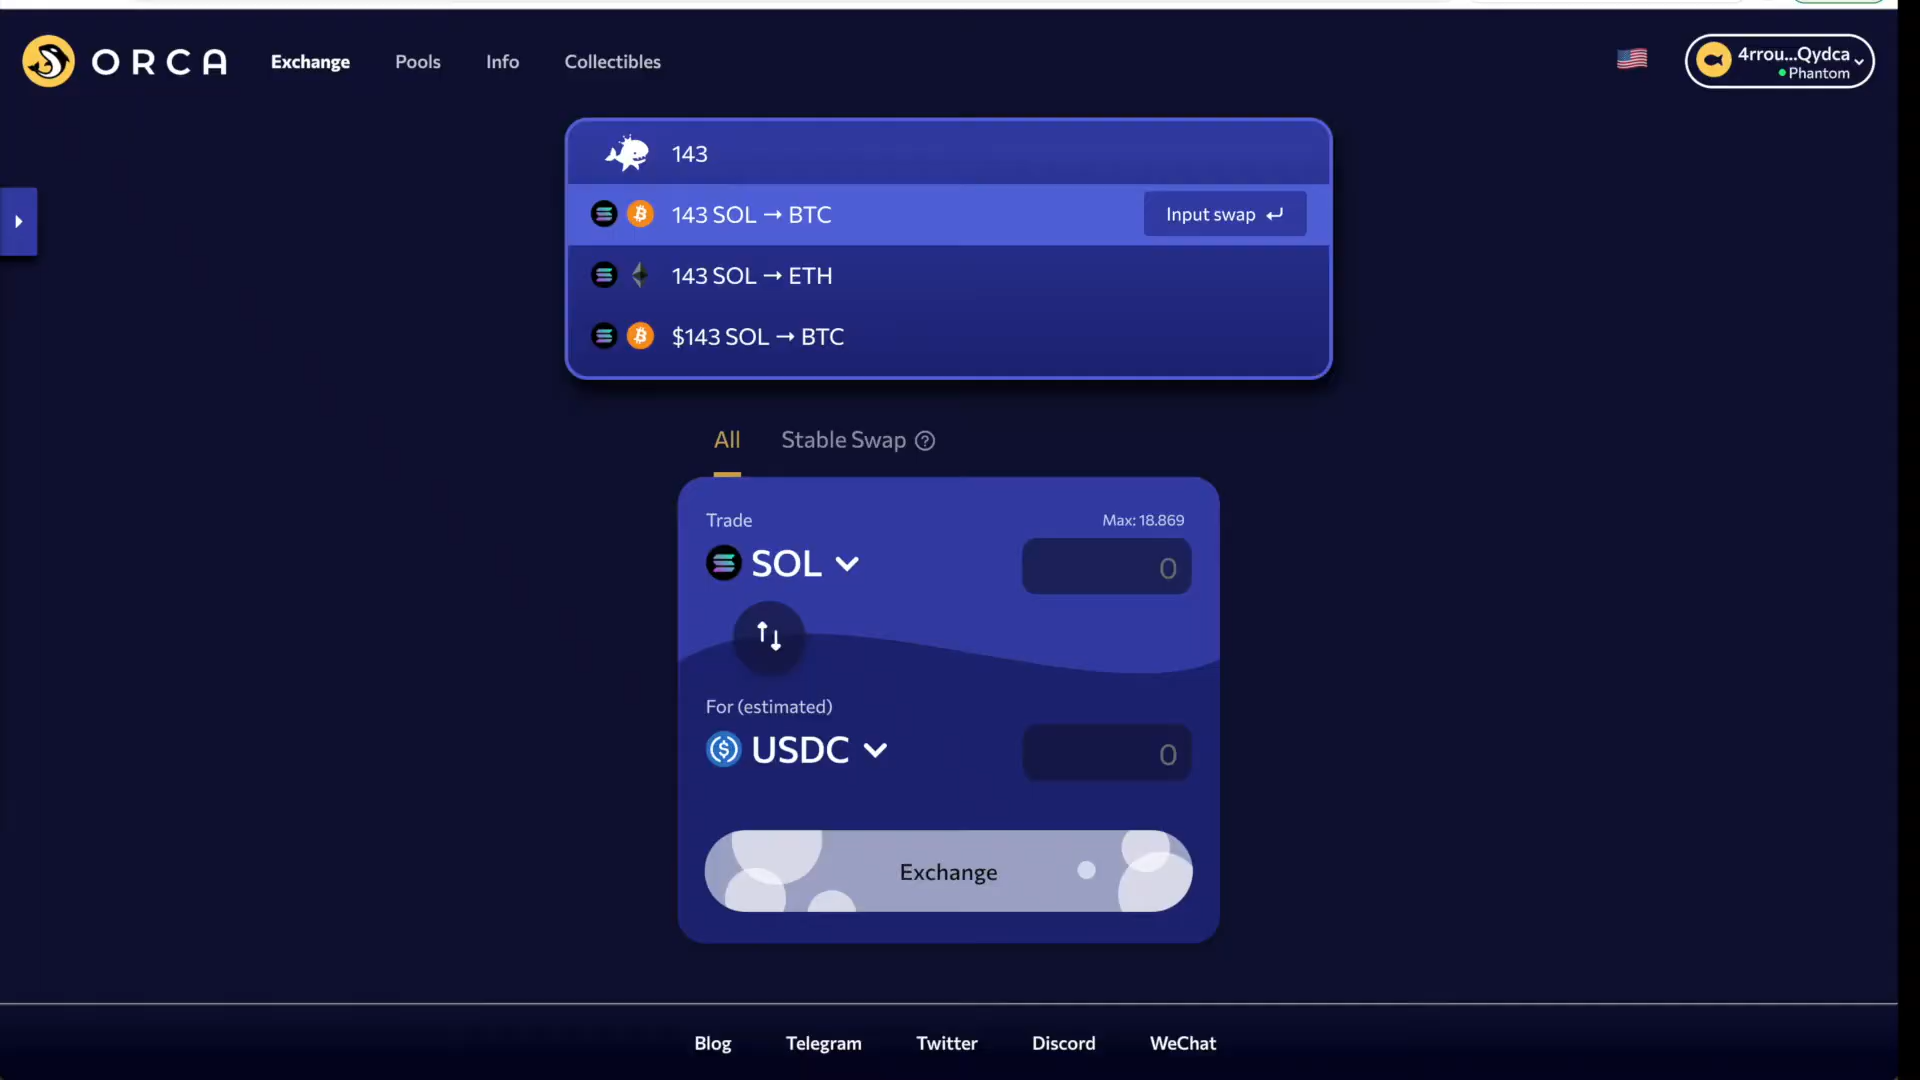 ORCA
Exchange
Pools
Info
Collectibles
4rrou...Qydca
Phantom
143
143 SOL → BTC
Input swap ↵
143 SOL → ETH
$143 SOL → BTC
All
Stable Swap ?
Trade
Max: 18.869
SOL
0
For (estimated)
USDC
0
Exchange
Blog
Telegram
Twitter
Discord
WeChat